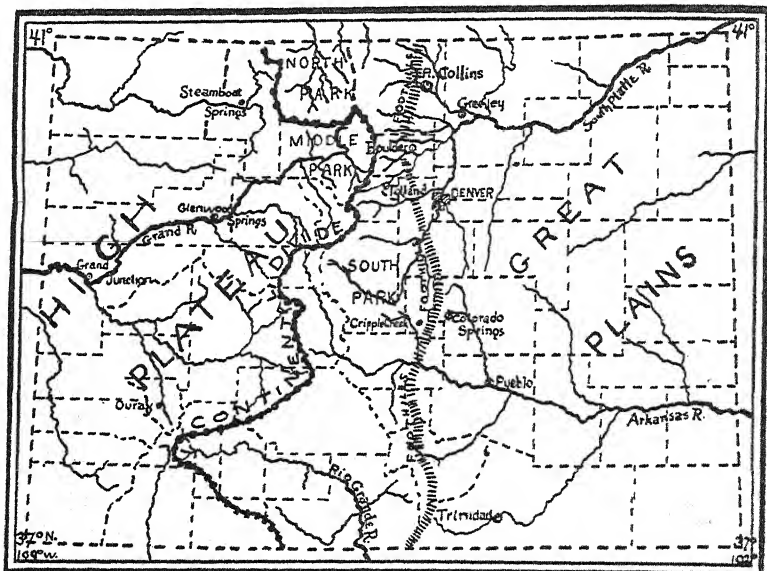 41°
41°
NORTH
PARK
Steamboat
Springs
Ft. Collins
Greeley
South Platte R.
FOOT
MIDDLE
PARK
Boulder
Tolland
DENVER
GREAT
PLAINS
HIGH
PLATEAU
Glenwood
Springs
Grand R.
Grand
Junction
CONTINENTAL
DIVIDE
SOUTH
PARK
Cripple Creek
Colorado
Springs
FOOTHILLS
Pueblo
Arkansas R.
Ouray
FOOTHILLS
Rio Grande R.
Trinidad
37° N.
109° W.
37°
102°